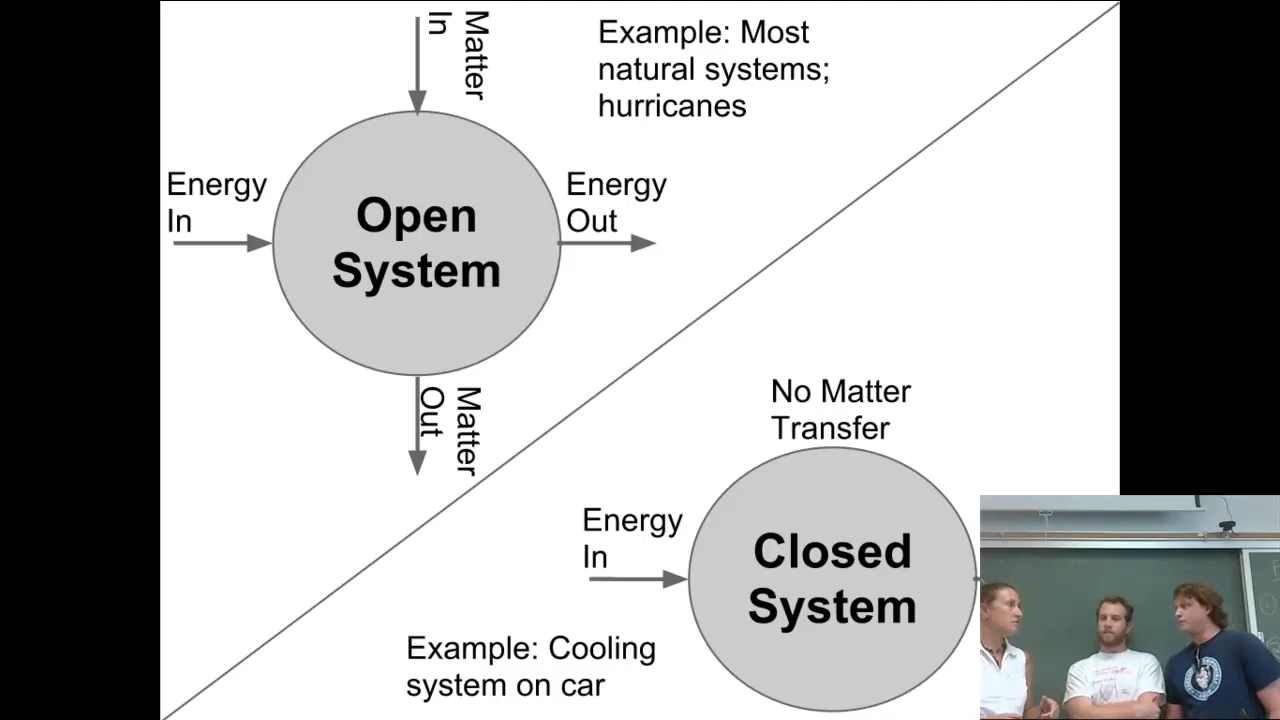 Matter
In
Example: Most
natural systems;
hurricanes
Energy
In
Open
System
Energy
Out
Matter
Out
No Matter
Transfer
Energy
In
Closed
System
Example: Cooling
system on car